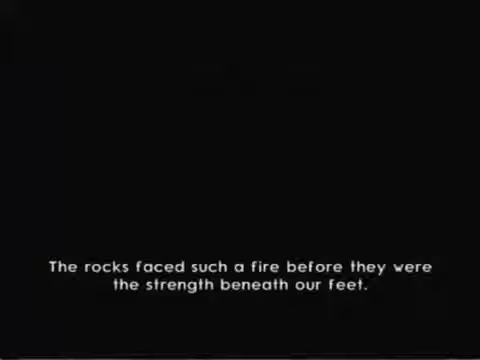 The rocks faced such a fire before they were
the strength beneath our feet.